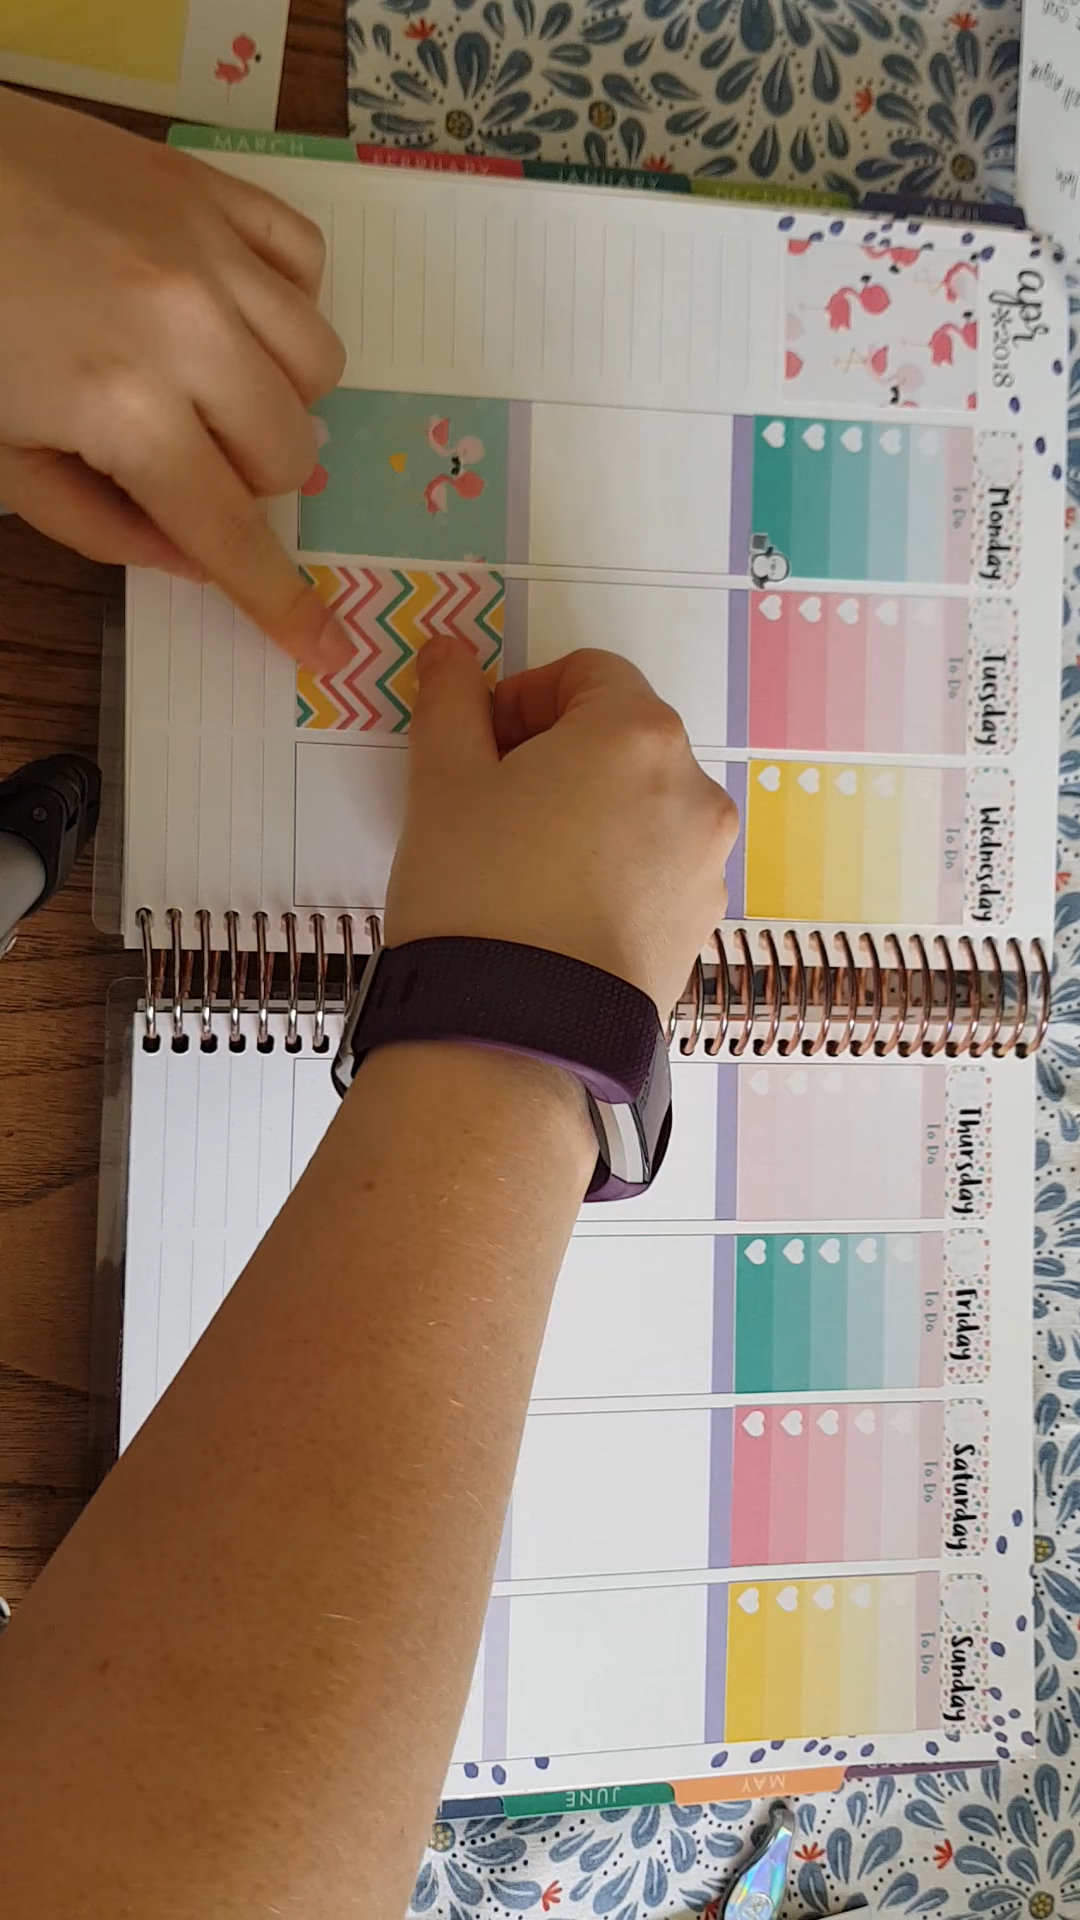 MARCH
FEBRUARY
JANUARY
DECEMBER
APRIL
apr
*2018
Monday
To Do
Tuesday
To Do
Wednesday
To Do
Thursday
To Do
Friday
To Do
Saturday
To Do
Sunday
To Do
JUNE
MAY